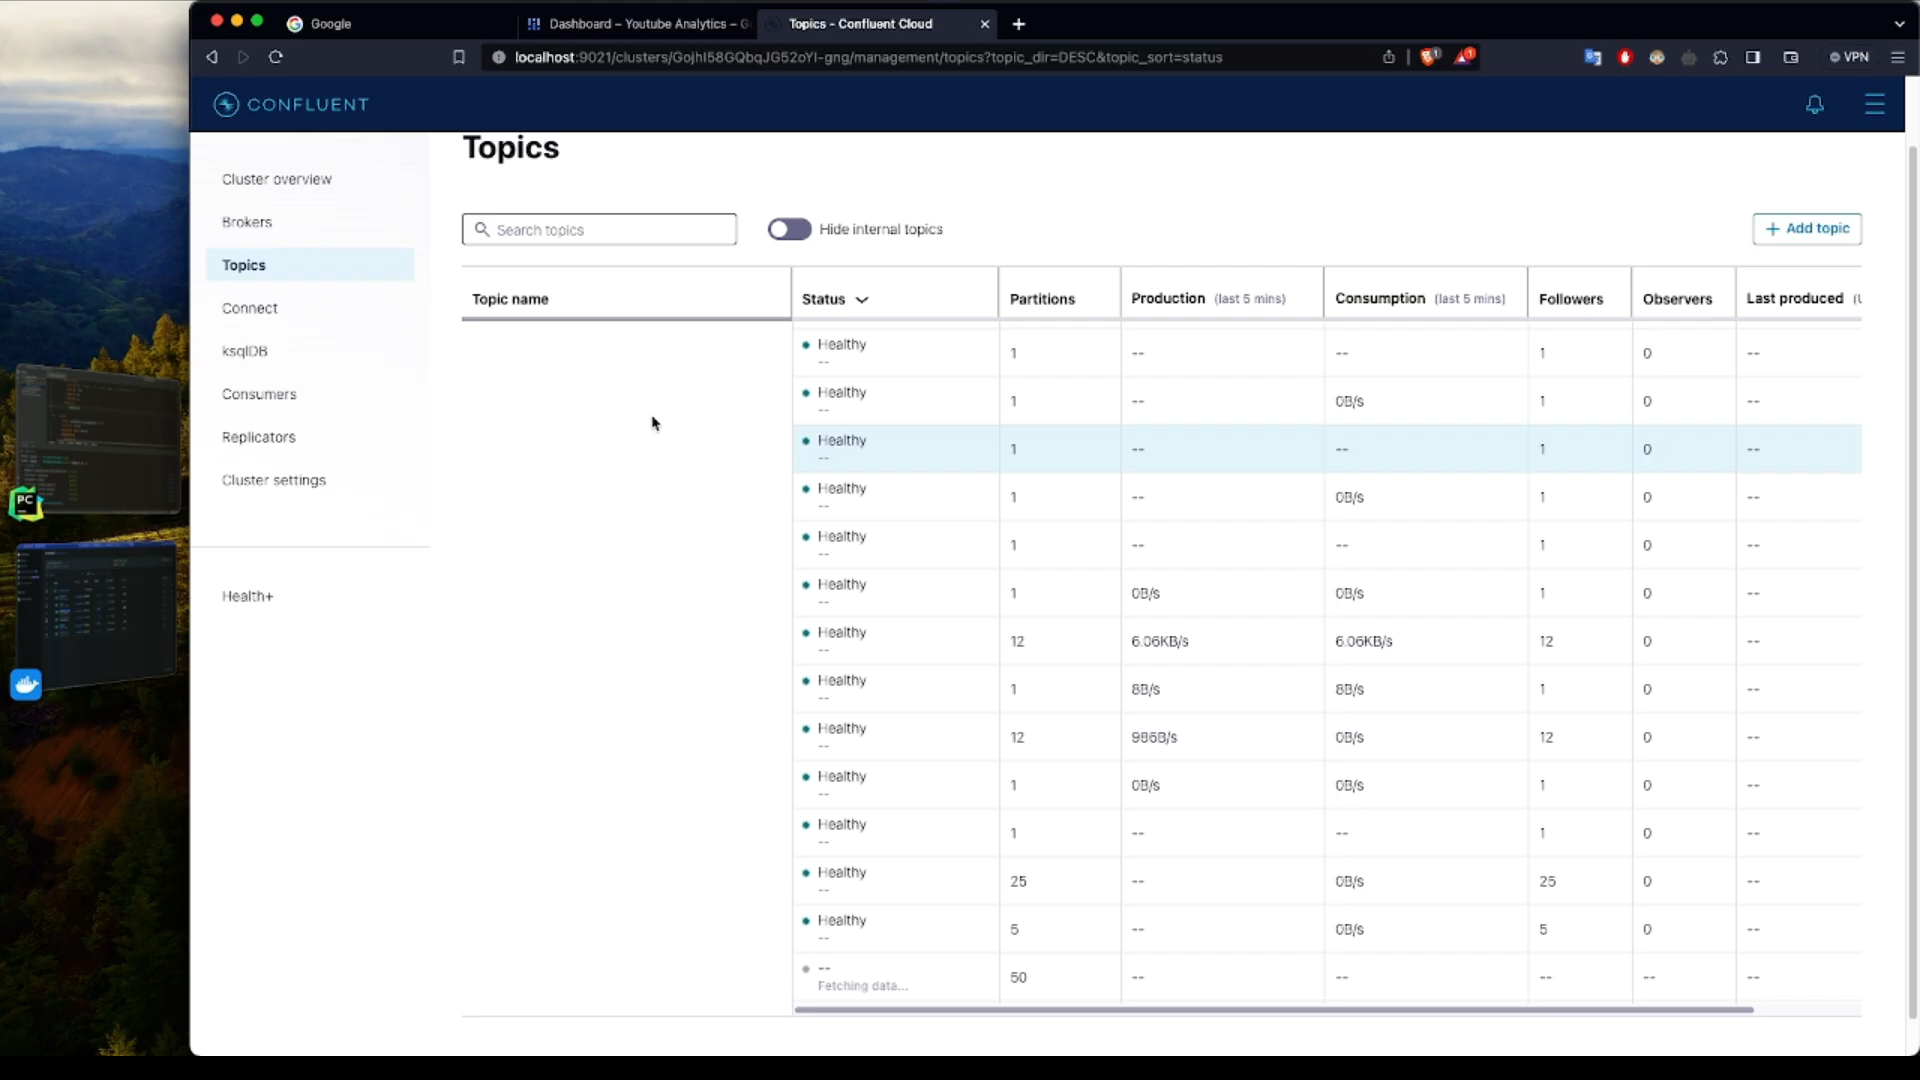 Google
Dashboard – Youtube Analytics – G
Topics - Confluent Cloud
localhost:9021/clusters/GojhI58GQbqJG52oYI-gng/management/topics?topic_dir=DESC&topic_sort=status
1
1
VPN
CONFLUENT
Cluster overview
Brokers
Topics
Connect
ksqlDB
Consumers
Replicators
Cluster settings
Health+
Topics
Search topics
Hide internal topics
+ Add topic
Topic name Status Partitions Production (last 5 mins) Consumption (last 5 mins) Followers Observers Last produced
Healthy -- 1 -- -- 1 0 --
Healthy -- 1 -- 0B/s 1 0 --
Healthy -- 1 -- -- 1 0 --
Healthy -- 1 -- 0B/s 1 0 --
Healthy -- 1 -- -- 1 0 --
Healthy -- 1 0B/s 0B/s 1 0 --
Healthy -- 12 6.06KB/s 6.06KB/s 12 0 --
Healthy -- 1 8B/s 8B/s 1 0 --
Healthy -- 12 986B/s 0B/s 12 0 --
Healthy -- 1 0B/s 0B/s 1 0 --
Healthy -- 1 -- -- 1 0 --
Healthy -- 25 -- 0B/s 25 0 --
Healthy -- 5 -- 0B/s 5 0 --
-- Fetching data... 50 -- -- -- -- --
PC